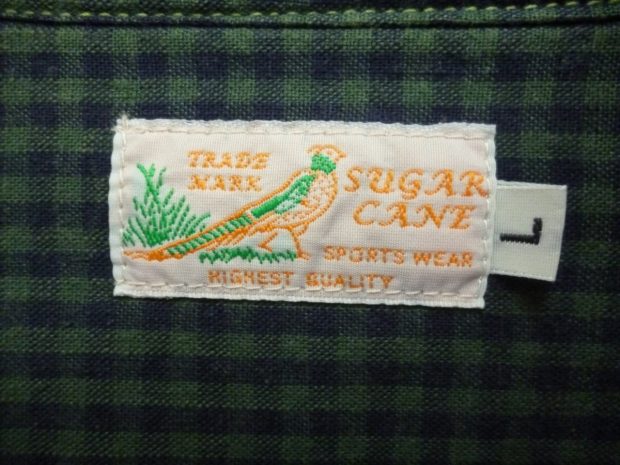 TRADE
MARK
SUGAR
CANE
SPORTS WEAR
HIGHEST QUALITY
L